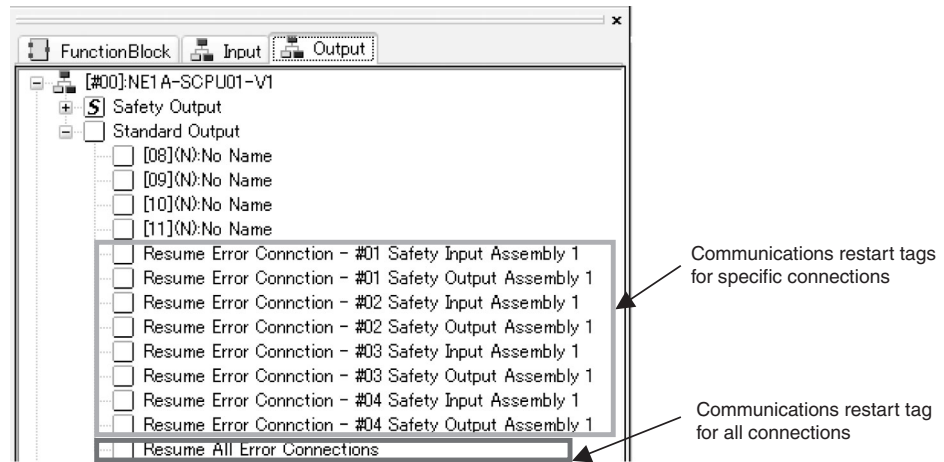 FunctionBlock Input Output
[#00]:NE1A-SCPU01-V1
S Safety Output
Standard Output
[08](N):No Name
[09](N):No Name
[10](N):No Name
[11](N):No Name
Resume Error Connction - #01 Safety Input Assembly 1
Resume Error Connction - #01 Safety Output Assembly 1
Resume Error Connction - #02 Safety Input Assembly 1
Resume Error Connction - #02 Safety Output Assembly 1
Resume Error Connction - #03 Safety Input Assembly 1
Resume Error Connction - #03 Safety Output Assembly 1
Resume Error Connction - #04 Safety Input Assembly 1
Resume Error Connction - #04 Safety Output Assembly 1
Resume All Error Connections
Communications restart tags
for specific connections
Communications restart tag
for all connections